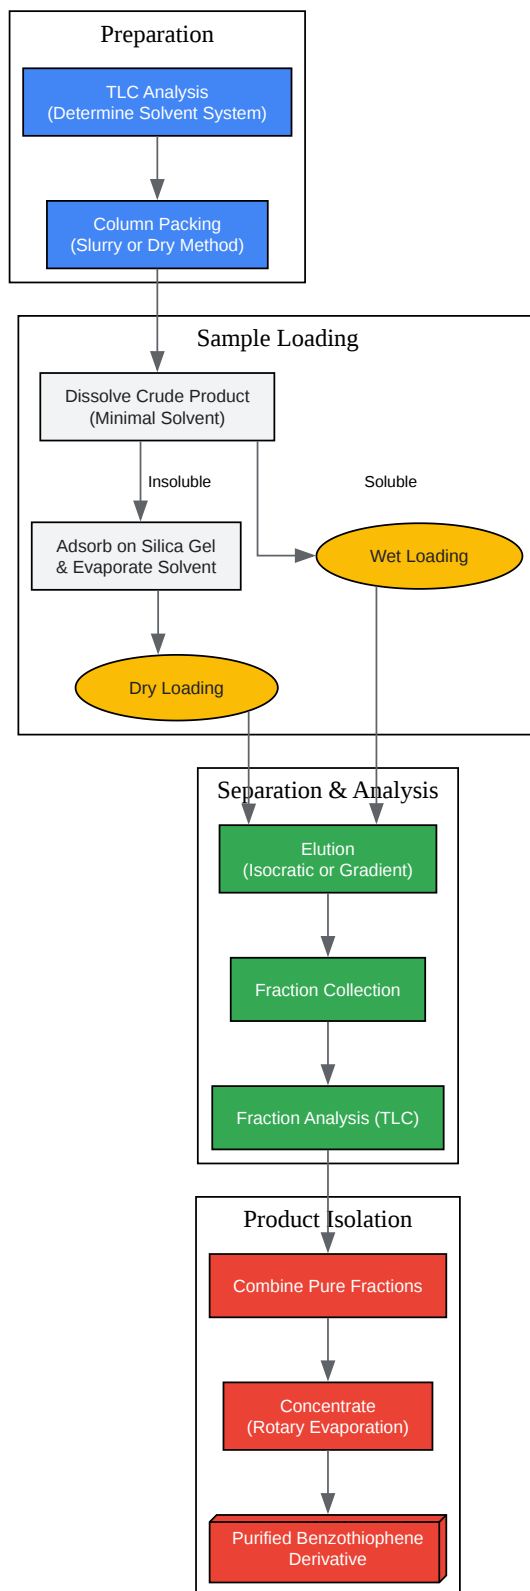 Preparation
TLC Analysis
(Determine Solvent System)
Column Packing
(Slurry or Dry Method)
Sample Loading
Dissolve Crude Product
(Minimal Solvent)
Insoluble
Soluble
Adsorb on Silica Gel
& Evaporate Solvent
Wet Loading
Dry Loading
Separation & Analysis
Elution
(Isocratic or Gradient)
Fraction Collection
Fraction Analysis (TLC)
Product Isolation
Combine Pure Fractions
Concentrate
(Rotary Evaporation)
Purified Benzothiophene
Derivative